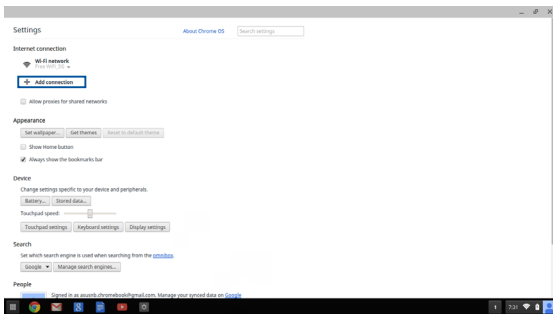 Settings
About Chrome OS
Search settings
Internet connection
Wi-Fi network
Free WiFi_5G
Add connection
Allow proxies for shared networks
Appearance
Set wallpaper... Get themes Reset to default theme
Show Home button
Always show the bookmarks bar
Device
Change settings specific to your device and peripherals.
Battery... Stored data...
Touchpad speed:
Touchpad settings Keyboard settings Display settings
Search
Set which search engine is used when searching from the omnibox.
Google Manage search engines...
People
Signed in as asusnb.chromebook@gmail.com. Manage your synced data on Google
8
1 7:31